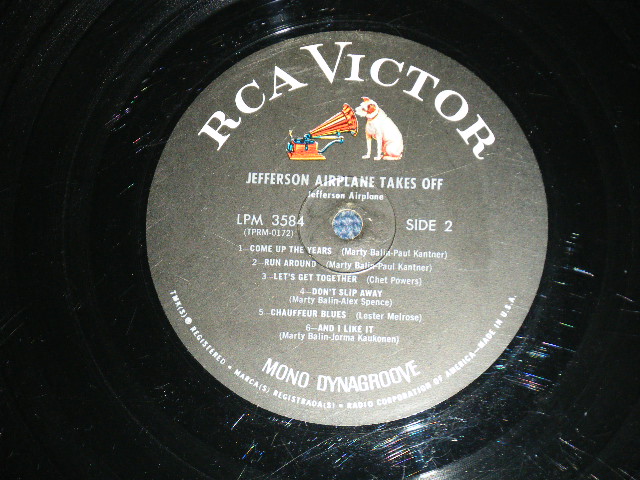 RCA VICTOR
JEFFERSON AIRPLANE TAKES OFF
Jefferson Airplane
LPM 3584
(TPRM-0172)
SIDE 2
1—COME UP THE YEARS (Marty Balin-Paul Kantner)
2—RUN AROUND (Marty Balin-Paul Kantner)
3—LET'S GET TOGETHER (Chet Powers)
4—DON'T SLIP AWAY
(Marty Balin-Alex Spence)
5—CHAUFFEUR BLUES (Lester Melrose)
6—AND I LIKE IT
(Marty Balin-Jorma Kaukonen)
MONO DYNAGROOVE
TMK(S) ® REGISTERED • MARCA(S) REGISTRADA(S) • RADIO CORPORATION OF AMERICA—MADE IN U.S.A.